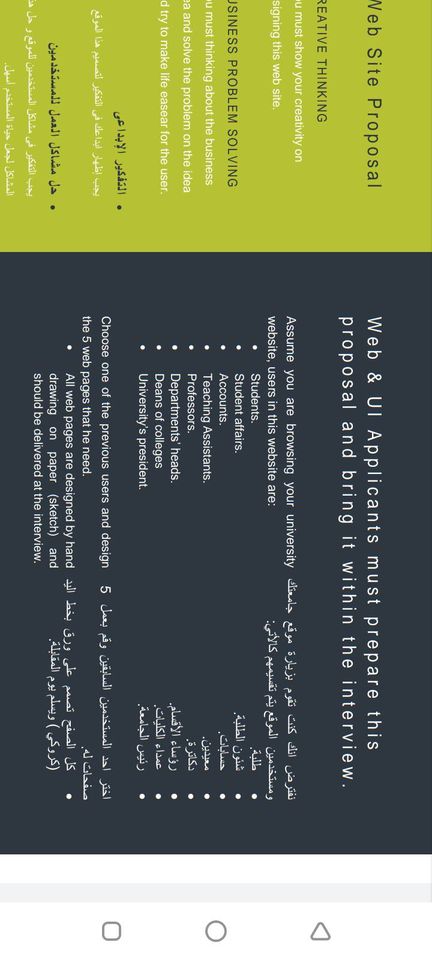 Web Site Proposal
REATIVE THINKING
ou must show your creativity on
signing this web site.
USINESS PROBLEM SOLVING
ou must thinking about the business
ea and solve the problem on the idea
d try to make life easear for the user.
• التفكير الإبداعى
يجب إظهار ابداعك فى التفكير لتصميم هذا الموقع
• حل مشاكل العمل للمستخدمين
يجب التفكير فى مشاكل المستخدمين للموقع و حل هذ
المشاكل لجعل حياة المستخدم أسهل.
Web & UI Applicants must prepare this
proposal and bring it within the interview.
Assume you are browsing your university
website, users in this website are:
• Students.
• Student affairs.
• Accounts.
• Teaching Assistants.
• Professors.
• Departments’ heads.
• Deans of colleges
• University’s president.
Choose one of the previous users and design
the 5 web pages that he need.
• All web pages are designed by hand
drawing on paper (sketch) and
should be delivered at the interview.
نفترض انك كنت تقوم بزيارة موقع جامعتك
ومستخدمين الموقع يتم تقسيمهم كالأتي:
• طلبة.
• شئون الطلبة.
• حسابات.
• معيدين.
• دكاترة.
• رؤساء الأقسام.
• عمداء الكليات.
• رئيس الجامعة.
اختر احد المستخدمين السابقين وقم بعمل 5
صفحات له.
• كل الصفح تصمم على ورق بخط اليد
(كروكي ) ويسلم يوم المقابلة.